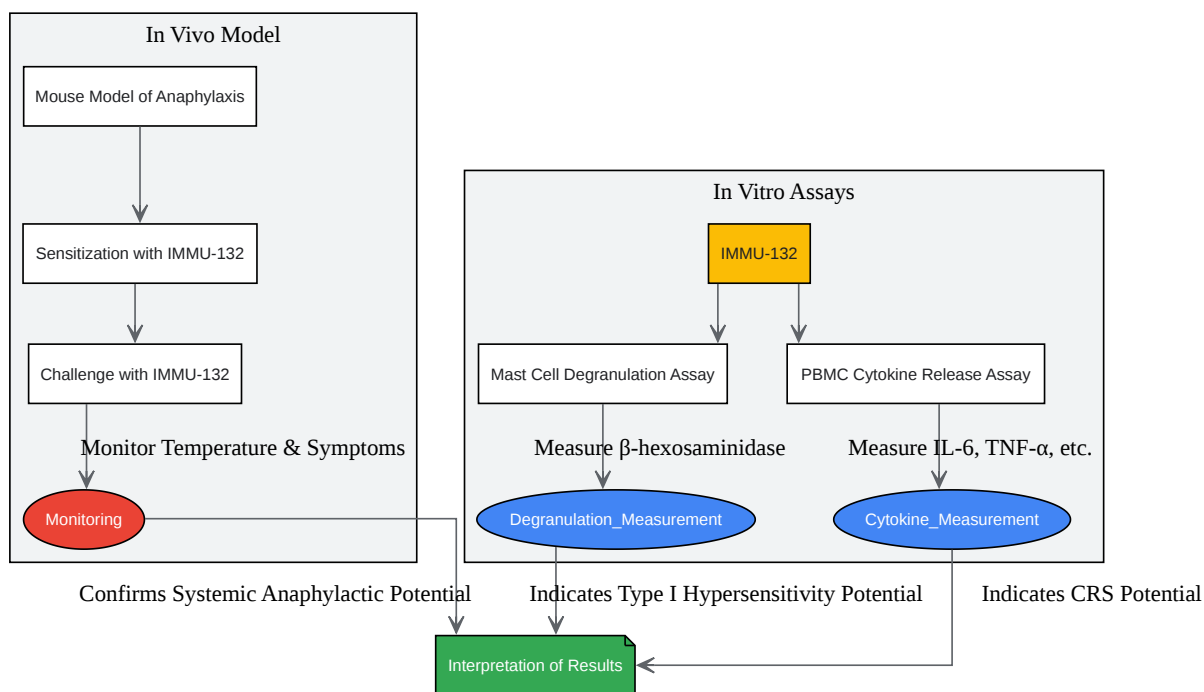 In Vivo Model
Mouse Model of Anaphylaxis
Sensitization with IMMU-132
Challenge with IMMU-132
Monitor Temperature & Symptoms
Monitoring
In Vitro Assays
IMMU-132
Mast Cell Degranulation Assay
PBMC Cytokine Release Assay
Measure β-hexosaminidase
Measure IL-6, TNF-α, etc.
Degranulation_Measurement
Cytokine_Measurement
Confirms Systemic Anaphylactic Potential
Indicates Type I Hypersensitivity Potential
Indicates CRS Potential
Interpretation of Results